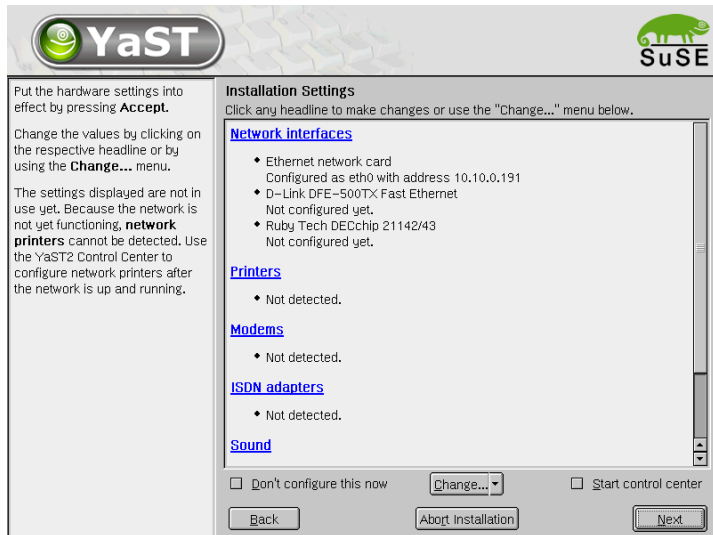 YaST
SuSE
Put the hardware settings into
effect by pressing Accept.
Change the values by clicking on
the respective headline or by
using the Change... menu.
The settings displayed are not in
use yet. Because the network is
not yet functioning, network
printers cannot be detected. Use
the YaST2 Control Center to
configure network printers after
the network is up and running.
Installation Settings
Click any headline to make changes or use the "Change..." menu below.
Network interfaces
Ethernet network card
Configured as eth0 with address 10.10.0.191
D-Link DFE-500TX Fast Ethernet
Not configured yet.
Ruby Tech DECchip 21142/43
Not configured yet.
Printers
Not detected.
Modems
Not detected.
ISDN adapters
Not detected.
Sound
Don't configure this now
Change...
Start control center
Back
Abort Installation
Next